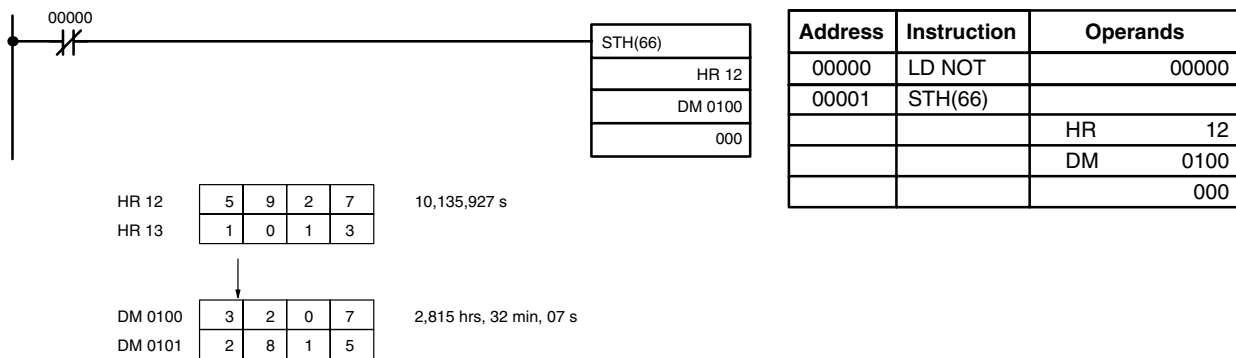 00000
STH(66)
HR 12
DM 0100
000
Address Instruction Operands
00000 LD NOT 00000
00001 STH(66)
HR 12
DM 0100
000
HR 12 5 9 2 7 10,135,927 s
HR 13 1 0 1 3
DM 0100 3 2 0 7 2,815 hrs, 32 min, 07 s
DM 0101 2 8 1 5